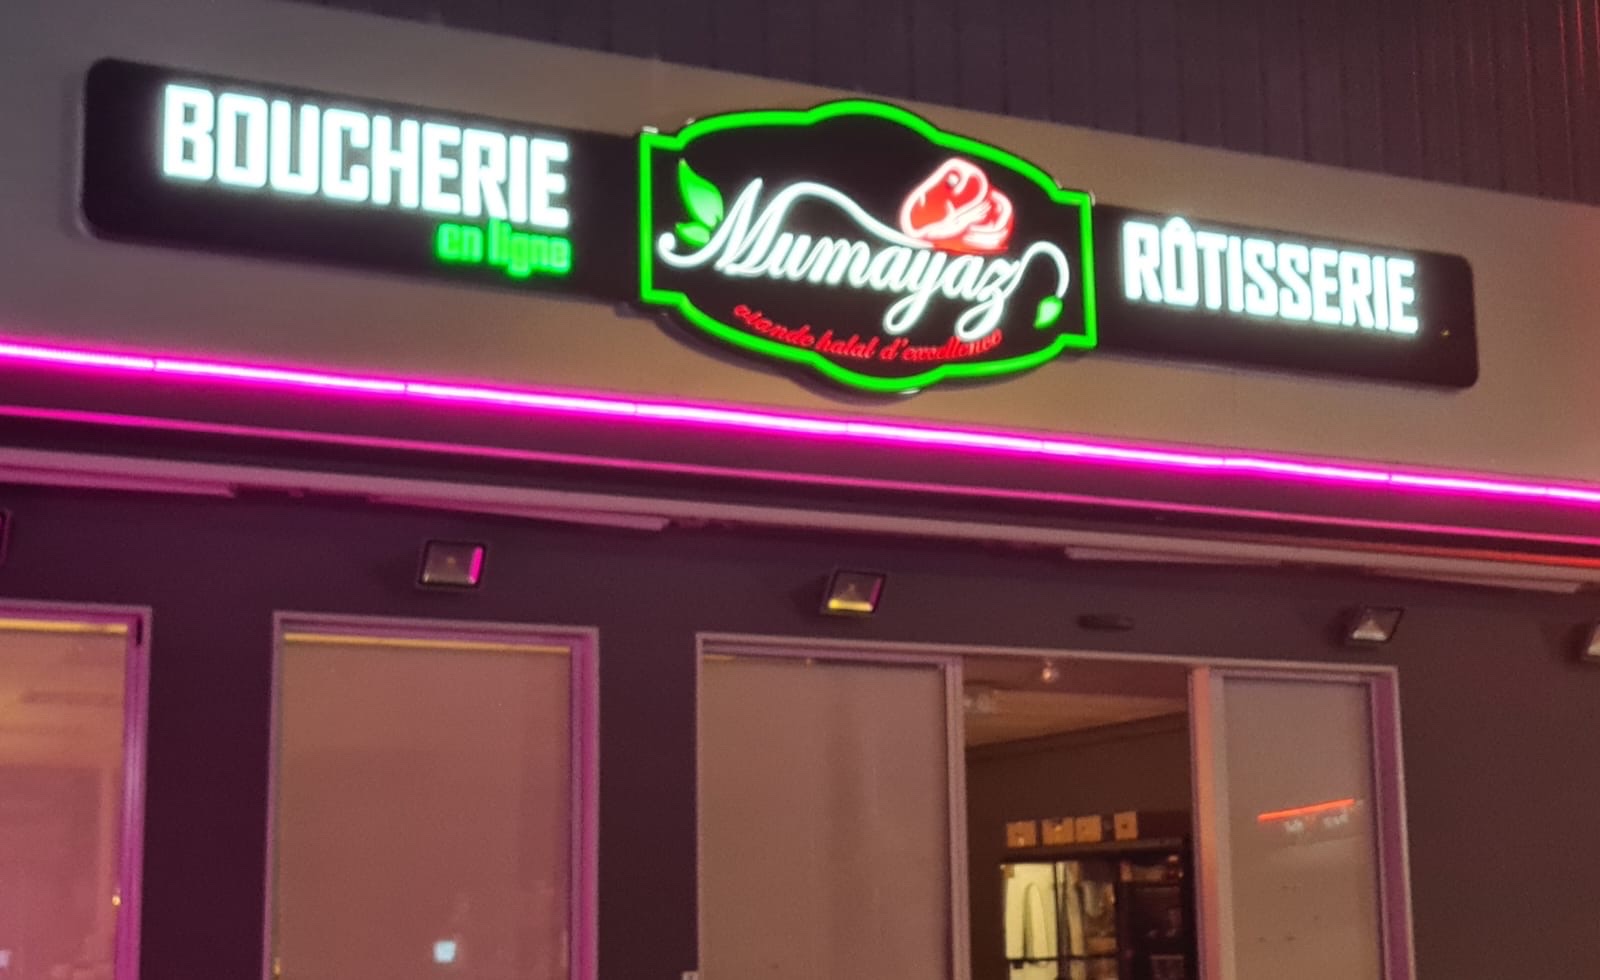 BOUCHERIE
en ligne
Mumayaz
viande halal d'excellence
RÔTISSERIE